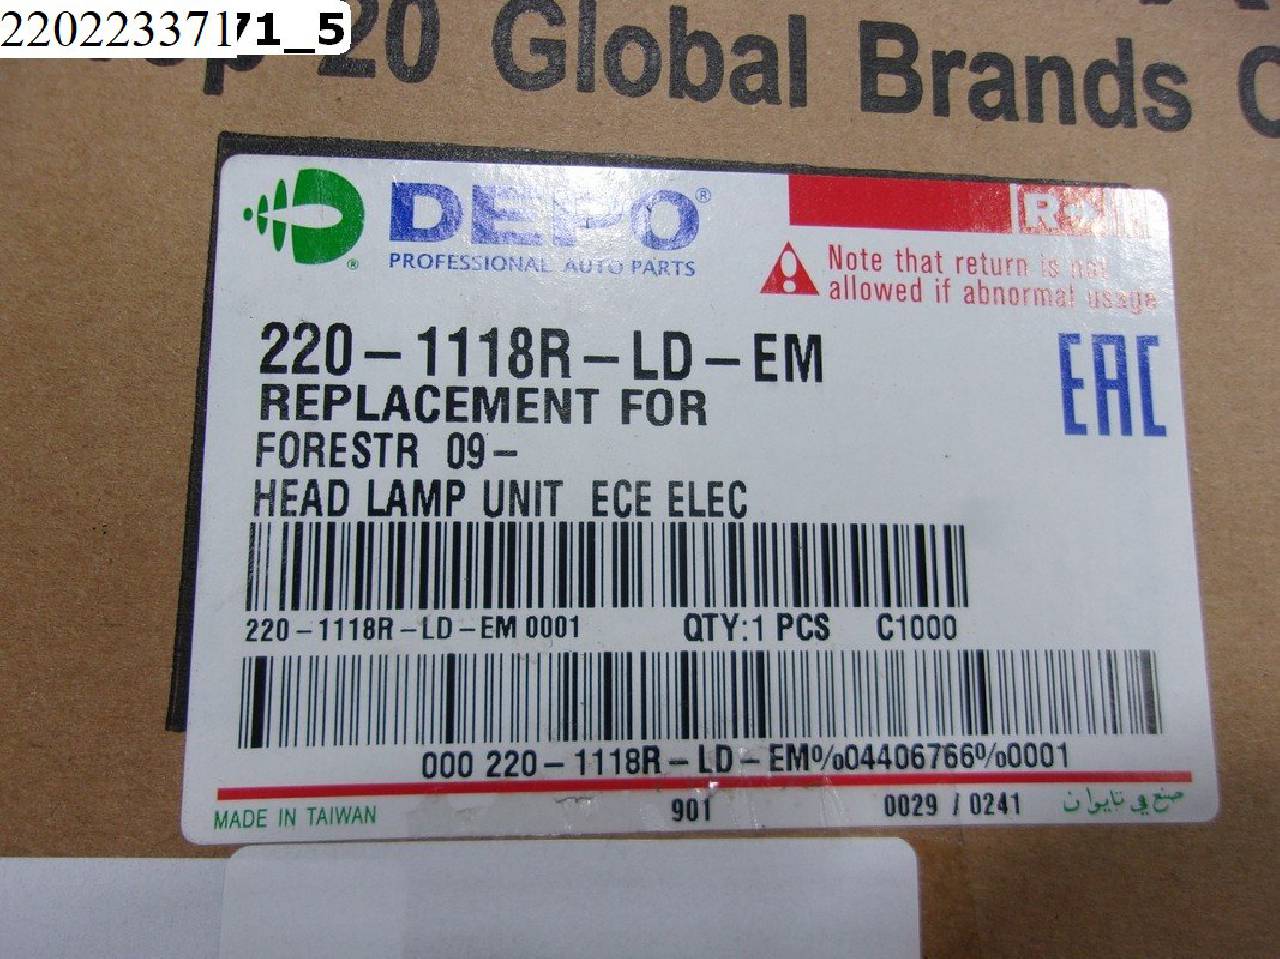 22022337171_5
Top 20 Global Brands
DEPO®
PROFESSIONAL AUTO PARTS
Note that return is not
allowed if abnormal usage
220-1118R-LD-EM
REPLACEMENT FOR
FORESTR 09-
HEAD LAMP UNIT ECE ELEC
EAC
220-1118R-LD-EM 0001 QTY:1 PCS C1000
000 220-1118R-LD-EM%04406766%0001
MADE IN TAIWAN 901 0029 / 0241 صنع في تايوان